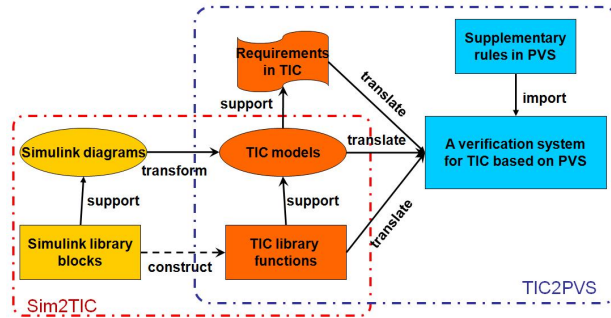 Requirements
in TIC
Supplementary
rules in PVS
translate
support
import
Simulink diagrams
transform
TIC models
translate
A verification system
for TIC based on PVS
support
support
translate
Simulink library
blocks
construct
TIC library
functions
Sim2TIC
TIC2PVS